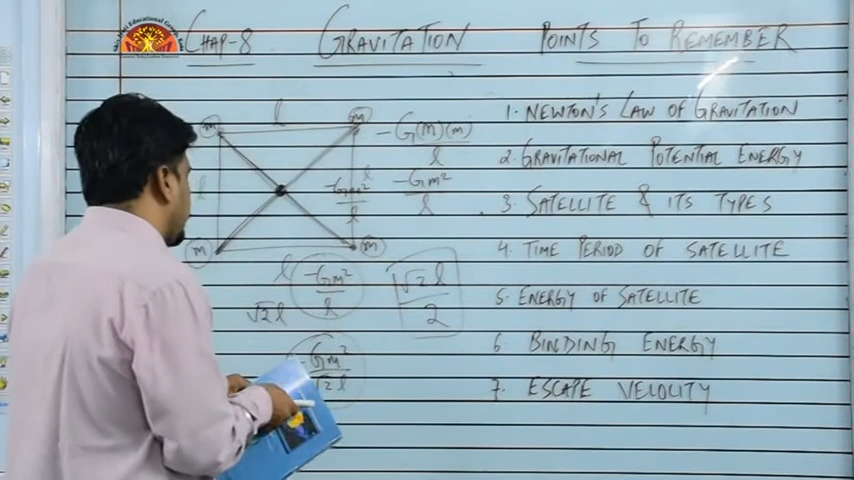 CHAP-8 GRAVITATION POINTS TO REMEMBER
1. NEWTON'S LAW OF GRAVITATION
2. GRAVITATIONAL POTENTIAL ENERGY
3. SATELLITE & ITS TYPES
4. TIME PERIOD OF SATELLITE
5. ENERGY OF SATELLITE
6 BINDING ENERGY
7. ESCAPE VELOCITY
m l m
-G(m)(m)/l
l l
-Gm²/l -Gm²/l
m m
l -Gm²/l √2l/2
√2l
-Gm²/√2l